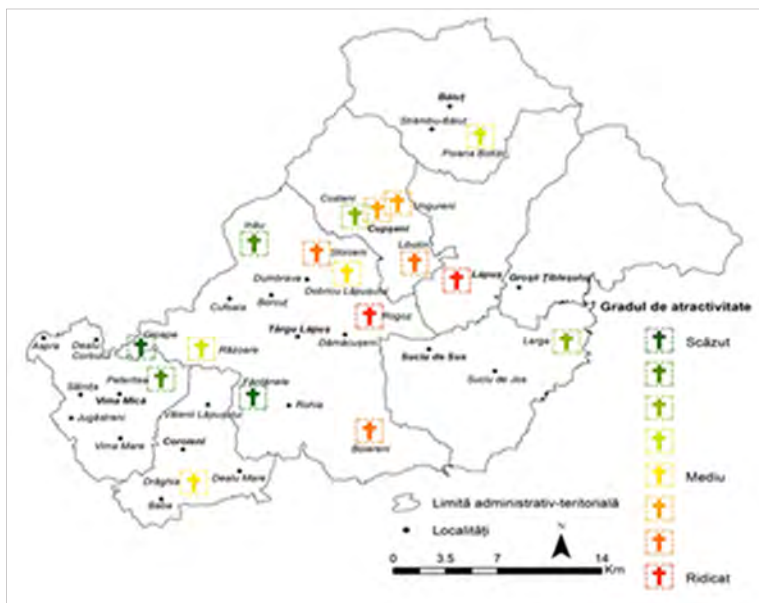 Băiuț
Strâmbu-Băiuț
Poiana Botizii
Costeni
Ungureni
Cupșeni
Inău
Stoiceni
Libotin
Lăpuș
Groșii Țibleșului
Dumbrava
Dobricu Lăpușului
Cufoaia
Borcut
Rogoz
Gradul de atractivitate
Târgu Lăpuș
Dămăcușeni
Aspra
Dealu Corbului
Răzoare
Larga
Scăzut
Suciu de Sus
Peteritea
Suciu de Jos
Sălnița
Vima Mică
Fântânele
Jugăstreni
Vălenii Lăpușului
Rohia
Vima Mare
Coroieni
Boiereni
Drăghia
Dealu Mare
Mediu
Baba
Limită administrativ-teritorială
Localități
N
0 3.5 7 14
Km
Ridicat